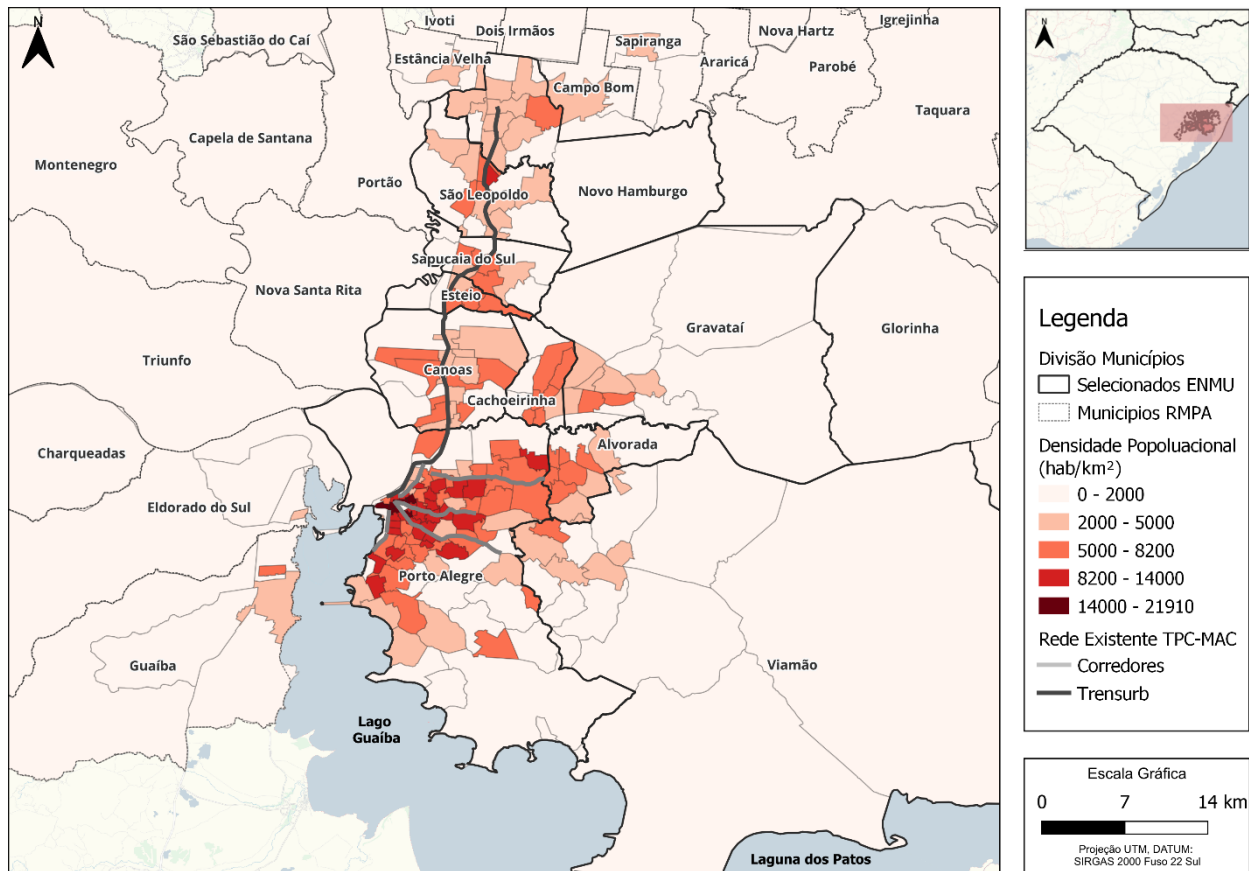 N
Ivoti
Dois Irmãos
Nova Hartz
Igrejinha
São Sebastião do Caí
Sapiranga
Estância Velha
Araricá
Parobé
Campo Bom
Taquara
Capela de Santana
Montenegro
Portão
São Leopoldo
Novo Hamburgo
Sapucaia do Sul
Nova Santa Rita
Esteio
Gravataí
Glorinha
Triunfo
Canoas
Cachoeirinha
Alvorada
Charqueadas
Eldorado do Sul
Porto Alegre
Guaíba
Viamão
Lago
Guaíba
Laguna dos Patos
N
Legenda
Divisão Municípios
Selecionados ENMU
Municipios RMPA
Densidade Popoluacional
(hab/km²)
0 - 2000
2000 - 5000
5000 - 8200
8200 - 14000
14000 - 21910
Rede Existente TPC-MAC
Corredores
Trensurb
Escala Gráfica
0 7 14 km
Projeção UTM, DATUM:
SIRGAS 2000 Fuso 22 Sul